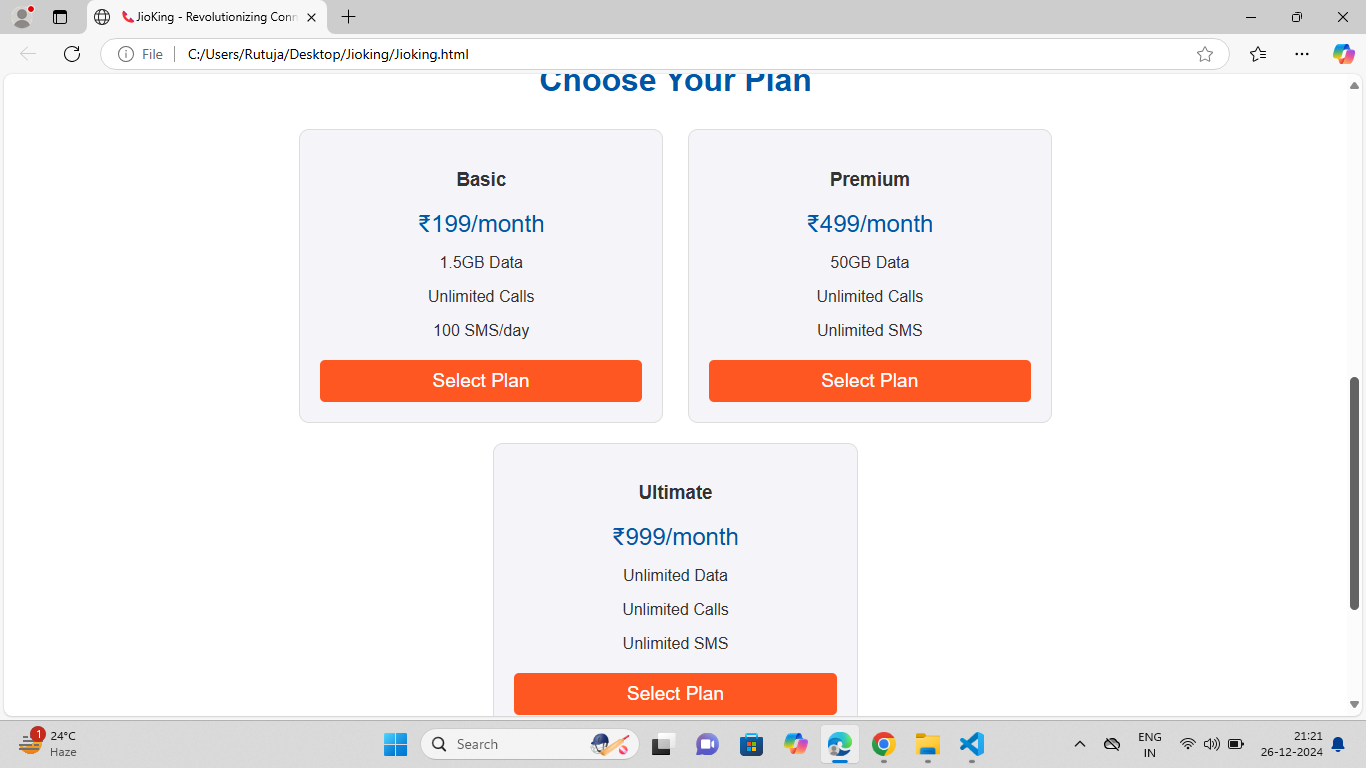 📞JioKing - Revolutionizing Conn
File
C:/Users/Rutuja/Desktop/Jioking/Jioking.html
Choose Your Plan
Basic
₹199/month
1.5GB Data
Unlimited Calls
100 SMS/day
Select Plan
Premium
₹499/month
50GB Data
Unlimited Calls
Unlimited SMS
Select Plan
Ultimate
₹999/month
Unlimited Data
Unlimited Calls
Unlimited SMS
Select Plan
1
24°C
Haze
Search
ENG
IN
21:21
26-12-2024